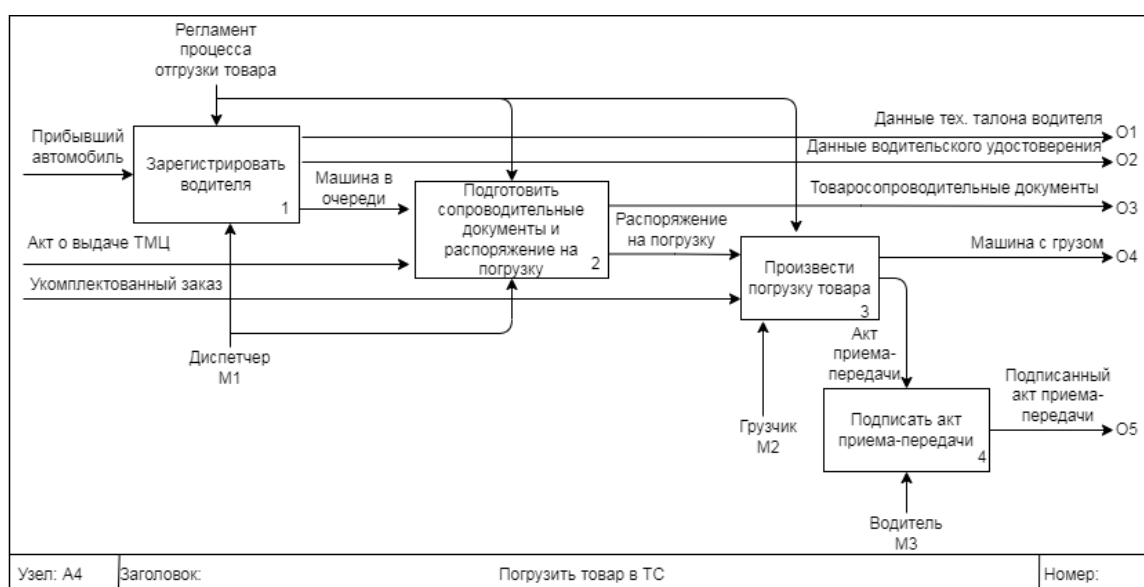 Регламент
процесса
отгрузки товара
Прибывший
автомобиль
Зарегистрировать
водителя
1
Данные тех. талона водителя
O1
Данные водительского удостоверения
O2
Машина в
очереди
Подготовить
сопроводительные
документы и
распоряжение на
погрузку
2
Товаросопроводительные документы
O3
Акт о выдаче ТМЦ
Распоряжение
на погрузку
Машина с грузом
O4
Укомплектованный заказ
Произвести
погрузку товара
3
Диспетчер
M1
Акт
приема-
передачи
Подписанный
акт приема-
передачи
O5
Грузчик
M2
Подписать акт
приема-передачи
4
Водитель
M3
Узел: A4
Заголовок:
Погрузить товар в ТС
Номер: